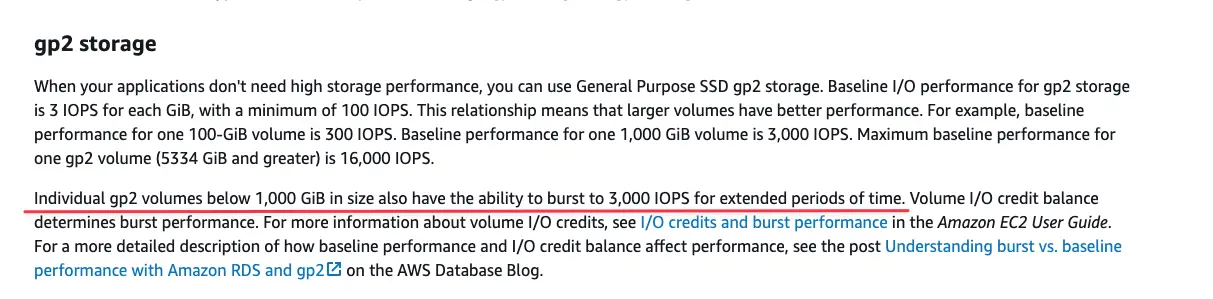 gp2 storage
When your applications don't need high storage performance, you can use General Purpose SSD gp2 storage. Baseline I/O performance for gp2 storage
is 3 IOPS for each GiB, with a minimum of 100 IOPS. This relationship means that larger volumes have better performance. For example, baseline
performance for one 100-GiB volume is 300 IOPS. Baseline performance for one 1,000 GiB volume is 3,000 IOPS. Maximum baseline performance for
one gp2 volume (5334 GiB and greater) is 16,000 IOPS.
Individual gp2 volumes below 1,000 GiB in size also have the ability to burst to 3,000 IOPS for extended periods of time. Volume I/O credit balance
determines burst performance. For more information about volume I/O credits, see I/O credits and burst performance in the Amazon EC2 User Guide.
For a more detailed description of how baseline performance and I/O credit balance affect performance, see the post Understanding burst vs. baseline
performance with Amazon RDS and gp2 on the AWS Database Blog.